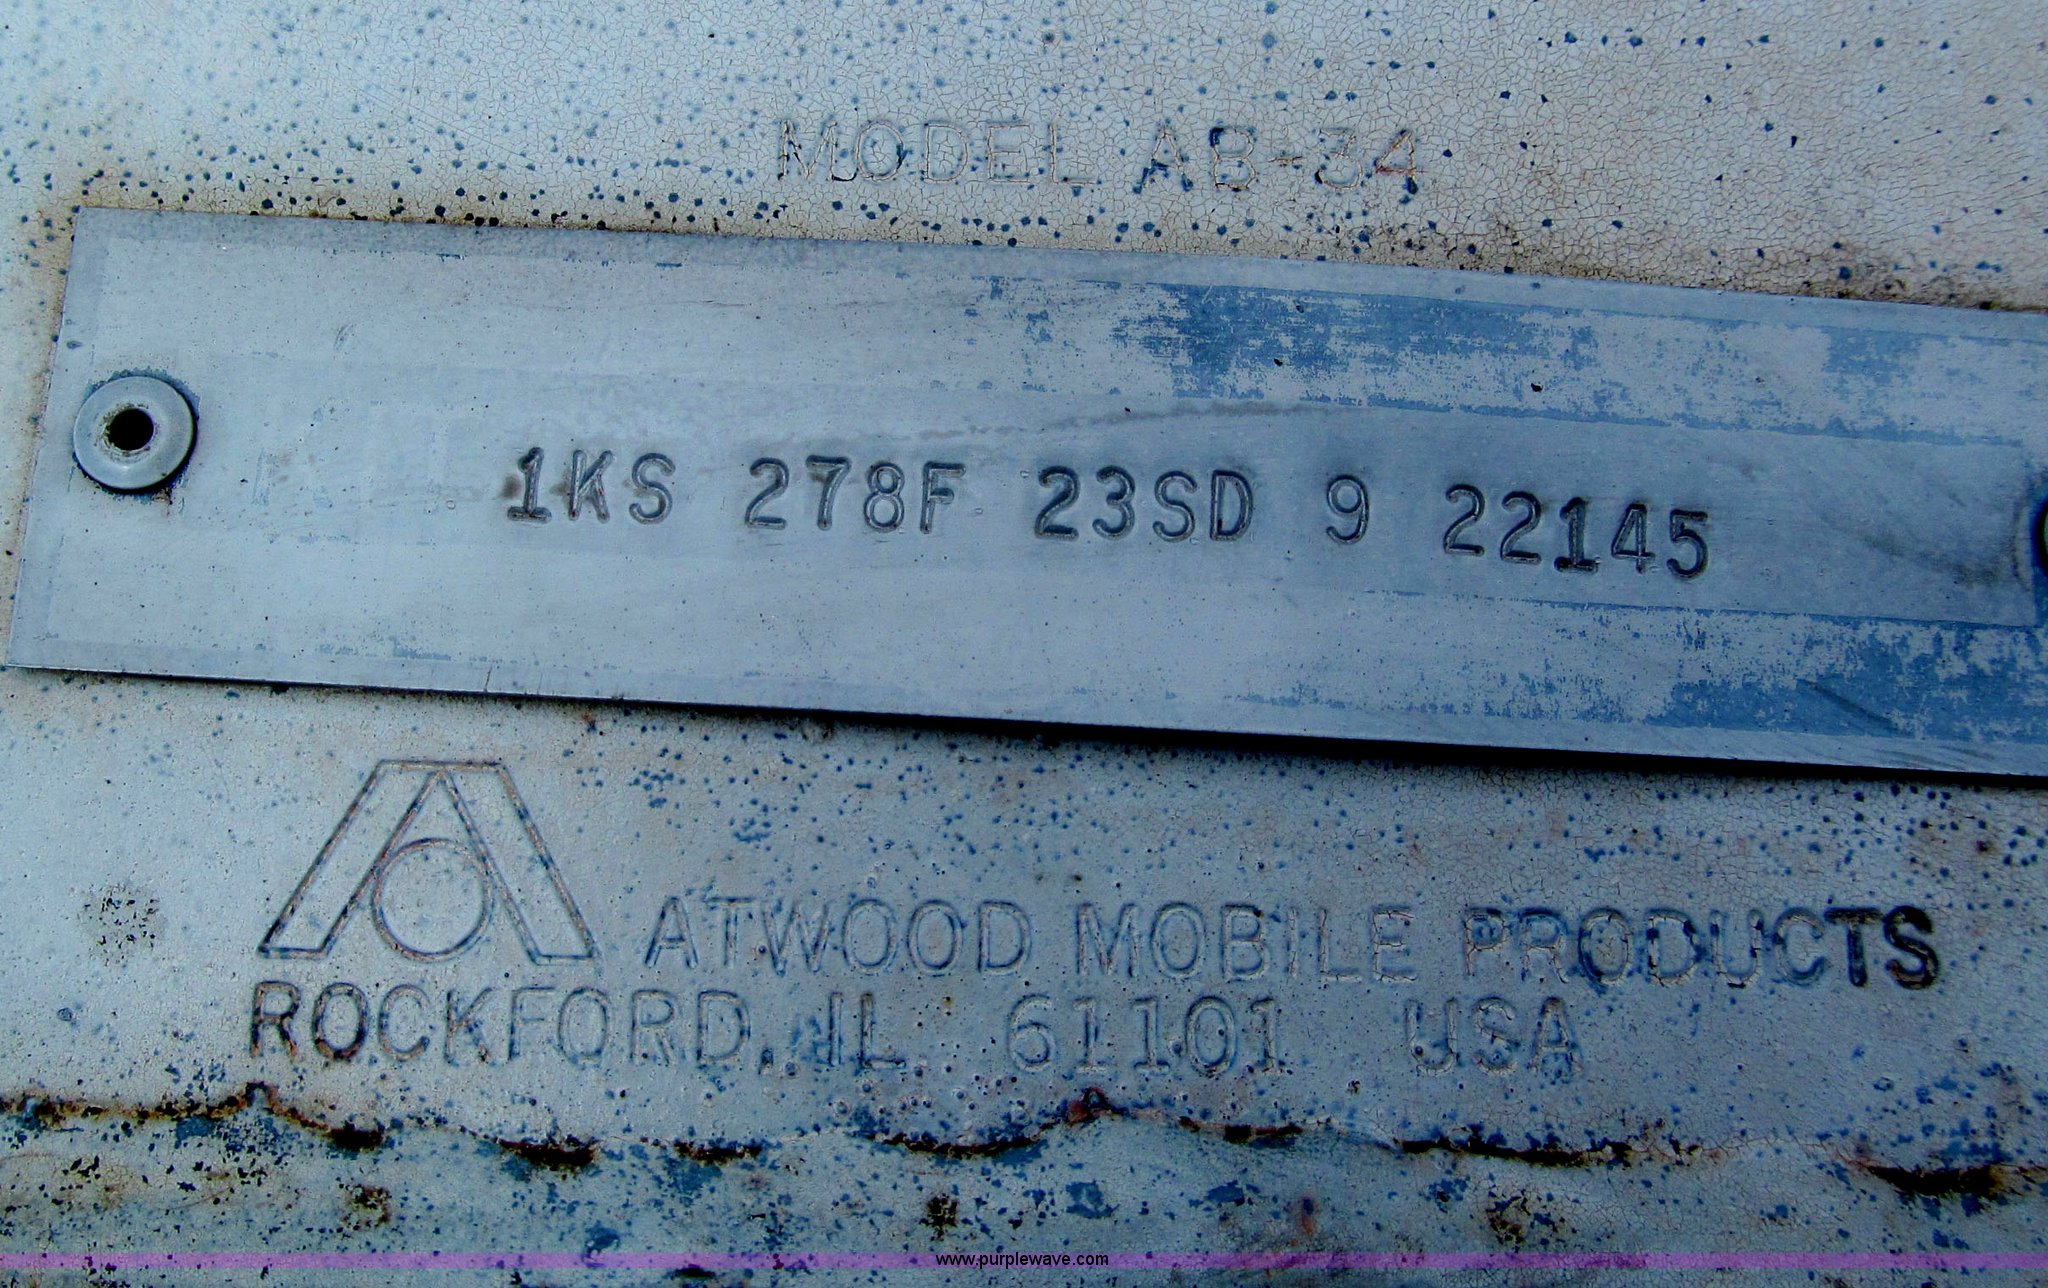 MODEL AB-34
1KS 278F 23SD 9 22145
ATWOOD MOBILE PRODUCTS
ROCKFORD, IL 61101 USA
www.purplewave.com